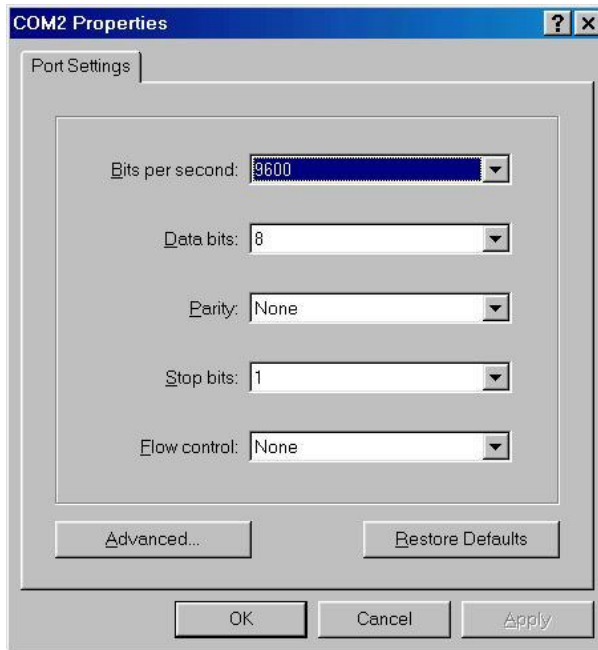 COM2 Properties
Port Settings
Bits per second: 9600
Data bits: 8
Parity: None
Stop bits: 1
Flow control: None
Advanced... Restore Defaults
OK Cancel Apply